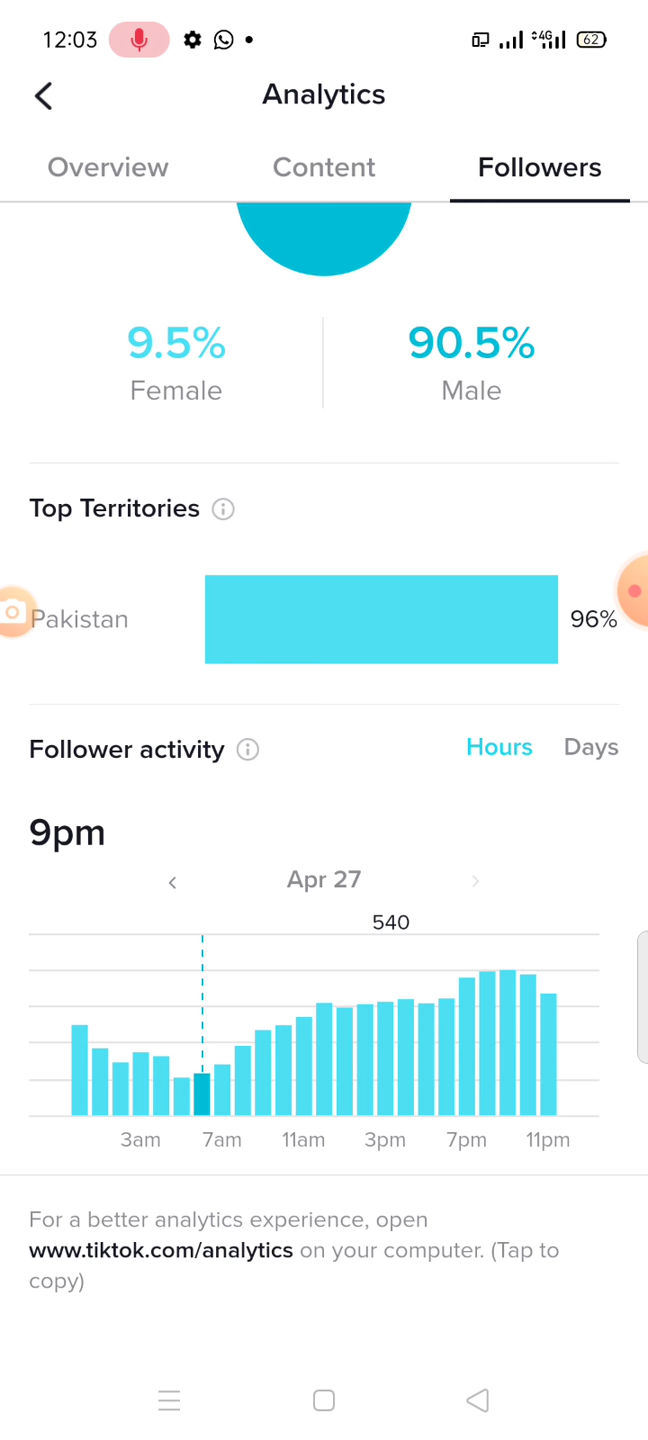 12:03
4G
62
Analytics
Overview
Content
Followers
9.5%
90.5%
Female
Male
Top Territories
Pakistan
96%
Follower activity
Hours
Days
9pm
Apr 27
540
3am
7am
11am
3pm
7pm
11pm
For a better analytics experience, open
www.tiktok.com/analytics on your computer. (Tap to
copy)